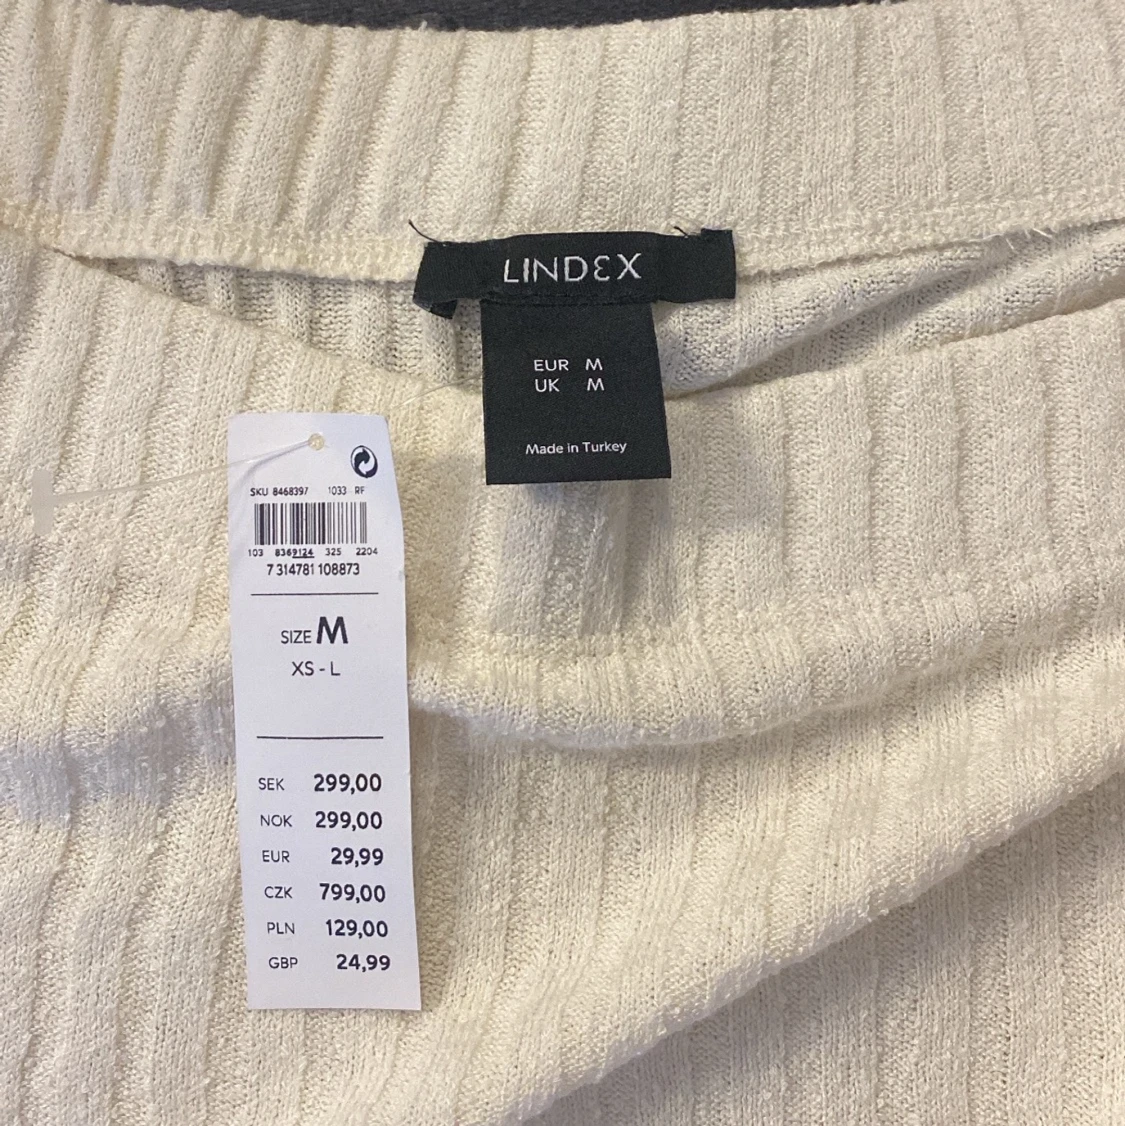 LINDEX
EUR M
UK M
Made in Turkey
SKU 8468397 1033 RF
103 8369124 325 2204
7 314781 108873
SIZE M
XS - L
SEK 299,00
NOK 299,00
EUR 29,99
CZK 799,00
PLN 129,00
GBP 24,99